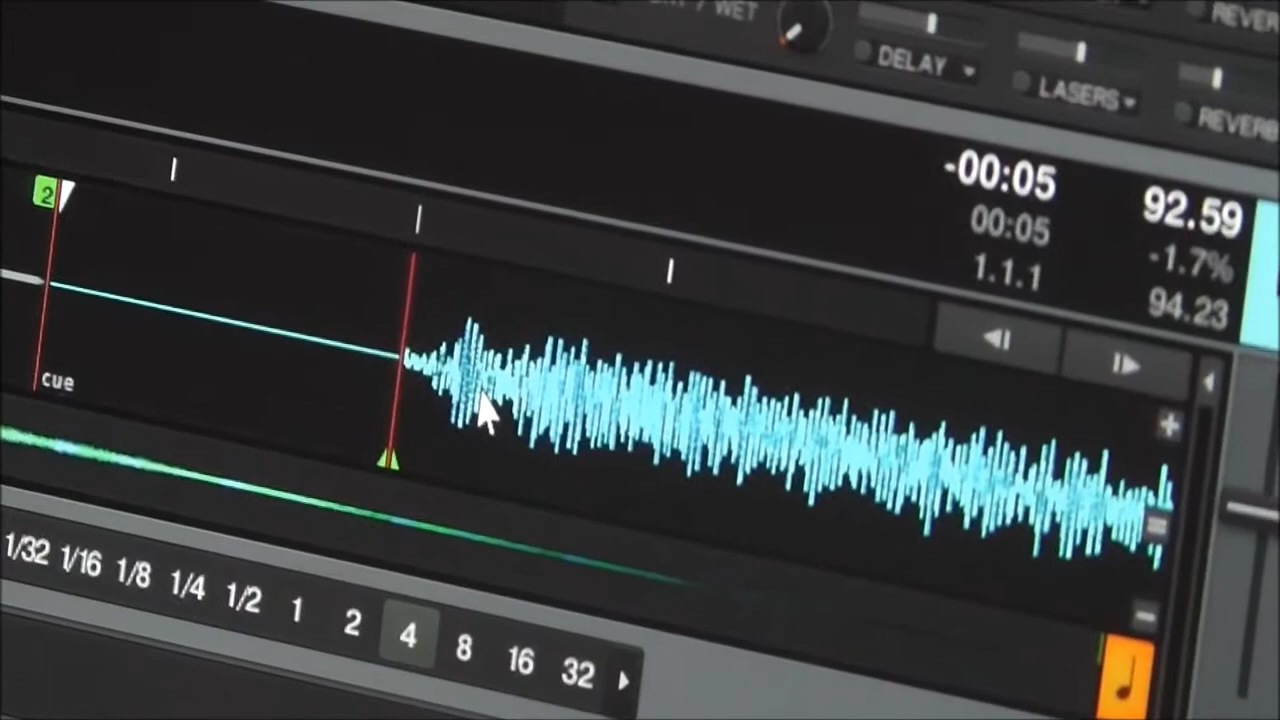 / WET
DELAY
LASERS
REVERB
-00:05
92.59
00:05
-1.7%
1.1.1
94.23
2
cue
1/32 1/16 1/8 1/4 1/2 1 2 4 8 16 32